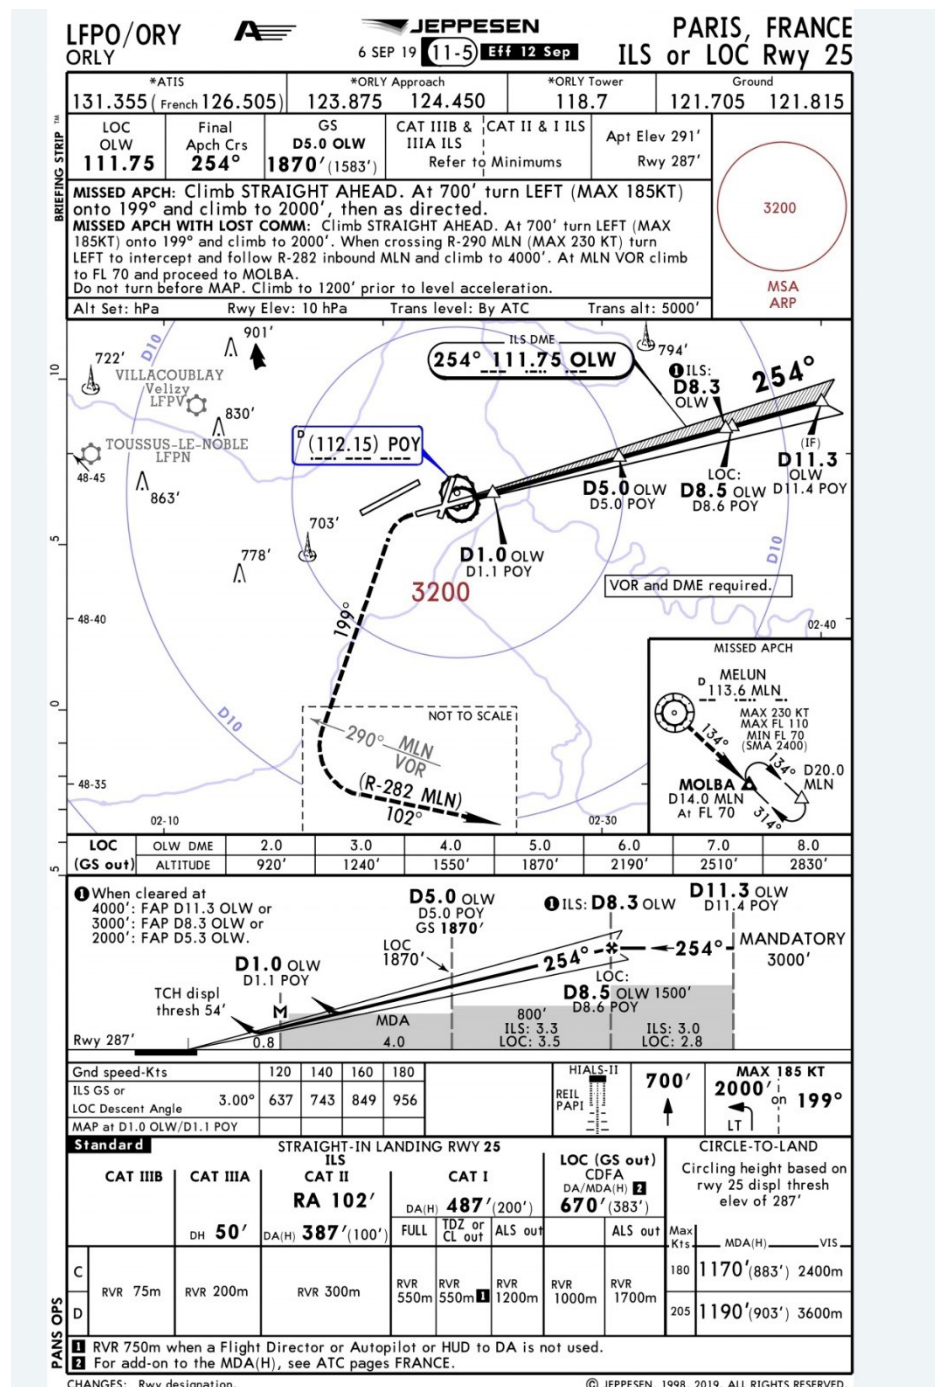 LFPO/ORY
ORLY
JEPPESEN
6 SEP 19 11-5 Eff 12 Sep
PARIS, FRANCE
ILS or LOC Rwy 25
*ATIS *ORLY Approach *ORLY Tower Ground
131.355( French 126.505) 123.875 124.450 118.7 121.705 121.815
BRIEFING STRIP TM
LOC OLW 111.75
Final Apch Crs 254°
GS D5.0 OLW 1870'(1583')
CAT IIIB & IIIA ILS CAT II & I ILS
Refer to Minimums
Apt Elev 291'
Rwy 287'
MISSED APCH: Climb STRAIGHT AHEAD. At 700' turn LEFT (MAX 185KT)
onto 199° and climb to 2000', then as directed.
MISSED APCH WITH LOST COMM: Climb STRAIGHT AHEAD. At 700' turn LEFT (MAX
185KT) onto 199° and climb to 2000'. When crossing R-290 MLN (MAX 230 KT) turn
LEFT to intercept and follow R-282 inbound MLN and climb to 4000'. At MLN VOR climb
to FL 70 and proceed to MOLBA.
Do not turn before MAP. Climb to 1200' prior to level acceleration.
3200
MSA
ARP
Alt Set: hPa Rwy Elev: 10 hPa Trans level: By ATC Trans alt: 5000'
D10
901'
722'
VILLACOUBLAY
Velizy
LFPV
830'
TOUSSUS-LE-NOBLE
LFPN
48-45
863'
ILS DME
254° 111.75 OLW
794'
D (112.15) POY
1 ILS:
D8.3
OLW
254°
(IF)
D11.3
OLW
D11.4 POY
D5.0 OLW
D5.0 POY
LOC:
D8.5 OLW
D8.6 POY
D1.0 OLW
D1.1 POY
703'
778'
3200
D10
VOR and DME required.
10
5
0
5
48-40
48-35
02-40
02-10
02-30
D10
199°
NOT TO SCALE
290° MLN
VOR
(R-282 MLN)
102°
MISSED APCH
MELUN
D 113.6 MLN
MAX 230 KT
MAX FL 110
MIN FL 70
(SMA 2400)
134°
134°
314°
MOLBA
D14.0 MLN
At FL 70
D20.0
MLN
LOC OLW DME 2.0 3.0 4.0 5.0 6.0 7.0 8.0
(GS out) ALTITUDE 920' 1240' 1550' 1870' 2190' 2510' 2830'
1 When cleared at
4000': FAP D11.3 OLW or
3000': FAP D8.3 OLW or
2000': FAP D5.3 OLW.
D5.0 OLW
D5.0 POY
GS 1870'
LOC
1870'
1 ILS: D8.3 OLW
D11.3 OLW
D11.4 POY
254°
254°
MANDATORY
3000'
D1.0 OLW
D1.1 POY
TCH displ
thresh 54'
M
LOC:
D8.5 OLW 1500'
D8.6 POY
MDA
800'
ILS: 3.3
LOC: 3.5
ILS: 3.0
LOC: 2.8
Rwy 287'
0.8 4.0
Gnd speed-Kts 120 140 160 180
ILS GS or
LOC Descent Angle 3.00° 637 743 849 956
MAP at D1.0 OLW/D1.1 POY
HIALS-II
REIL
PAPI
700'
MAX 185 KT
2000' on 199°
LT
Standard STRAIGHT-IN LANDING RWY 25
ILS
CAT IIIB CAT IIIA CAT II CAT I
RA 102'
DH 50' DA(H) 387'(100') DA(H) 487'(200')
LOC (GS out)
CDFA
DA/MDA(H) 2
670'(383')
FULL TDZ or CL out ALS out ALS out
CIRCLE-TO-LAND
Circling height based on
rwy 25 displ thresh
elev of 287'
Max Kts MDA(H) VIS
C 180 1170'(883') 2400m
RVR 75m RVR 200m RVR 300m RVR 550m RVR 550m 1 RVR 1200m RVR 1000m RVR 1700m
D 205 1190'(903') 3600m
PANS OPS
1 RVR 750m when a Flight Director or Autopilot or HUD to DA is not used.
2 For add-on to the MDA(H), see ATC pages FRANCE.
CHANGES: Rwy designation. © JEPPESEN, 1998, 2019. ALL RIGHTS RESERVED.